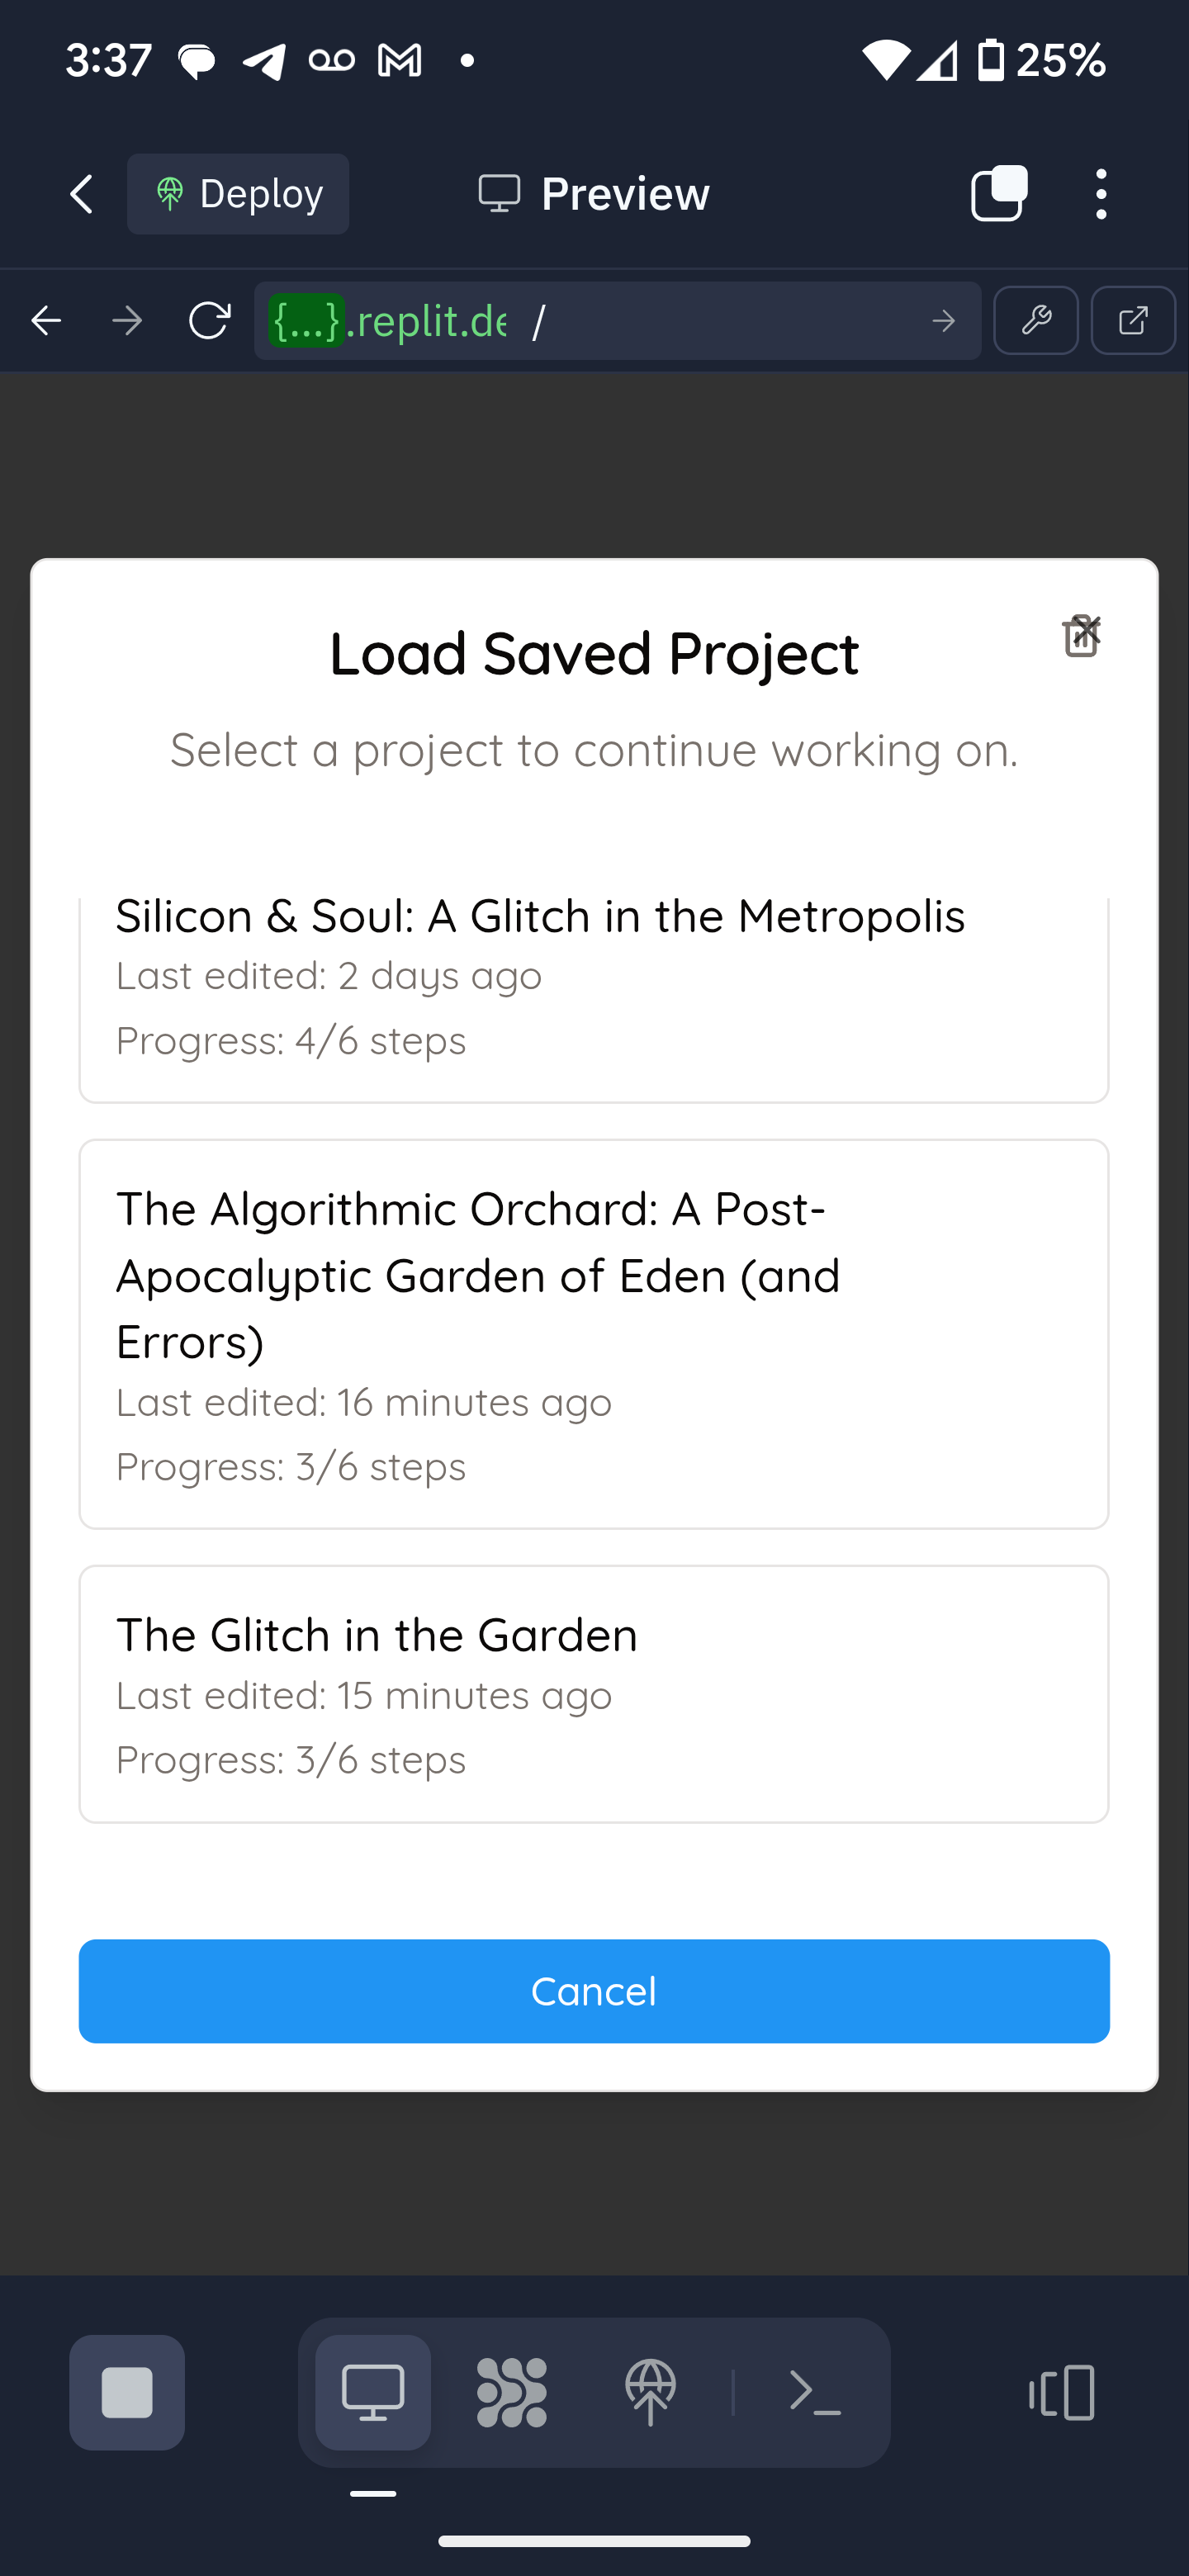 3:37
25%
Deploy
Preview
{...}.replit.de /
Load Saved Project
Select a project to continue working on.
Silicon & Soul: A Glitch in the Metropolis
Last edited: 2 days ago
Progress: 4/6 steps
The Algorithmic Orchard: A Post-
Apocalyptic Garden of Eden (and
Errors)
Last edited: 16 minutes ago
Progress: 3/6 steps
The Glitch in the Garden
Last edited: 15 minutes ago
Progress: 3/6 steps
Cancel